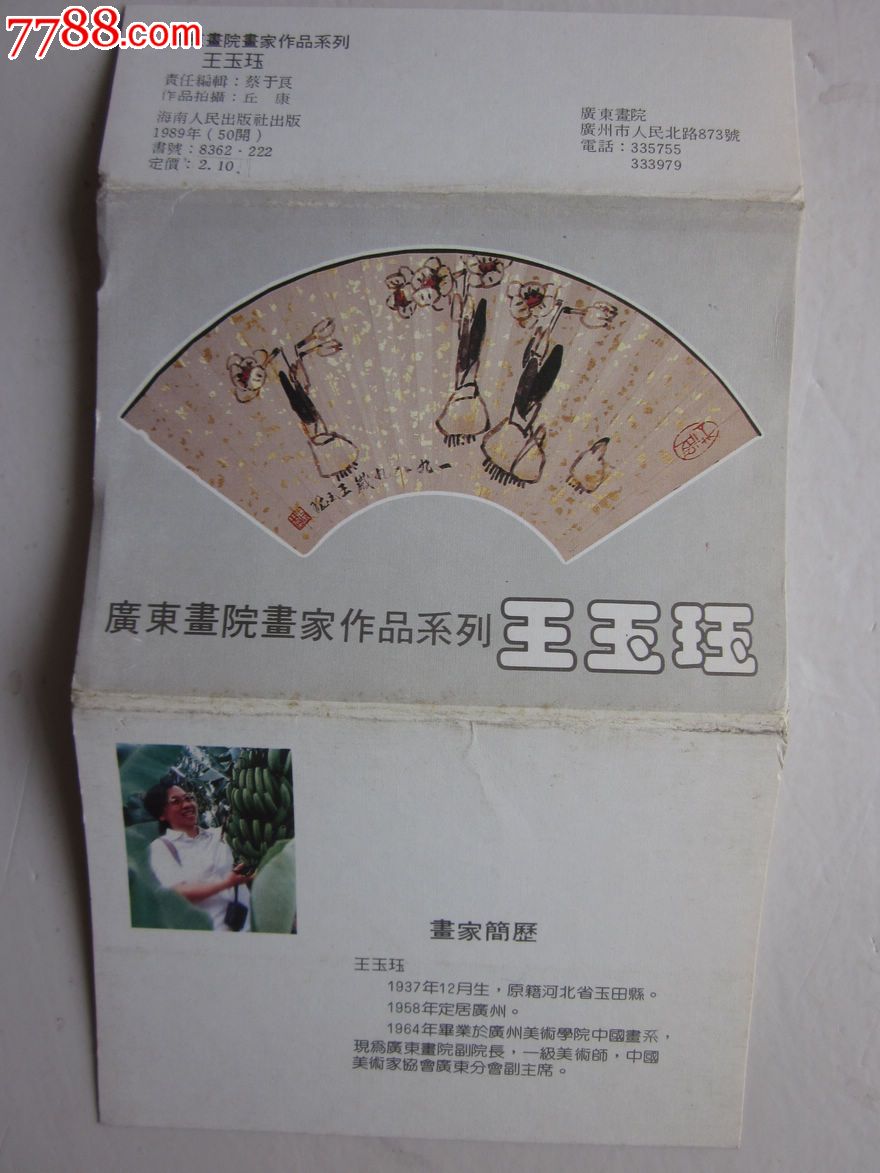 7788.com
畫院畫家作品系列
王玉珏
責任編輯：蔡于良
作品拍攝：丘 康
海南人民出版社出版
1989年（50開）
書號：8362·222
定價：2.10
廣東畫院
廣州市人民北路873號
電話：335755
333979
一九八九歲王玉珏
廣東畫院畫家作品系列 王玉珏
畫家簡歷
王玉珏
1937年12月生，原籍河北省玉田縣。
1958年定居廣州。
1964年畢業於廣州美術學院中國畫系，
現為廣東畫院副院長，一級美術師，中國
美術家協會廣東分會副主席。